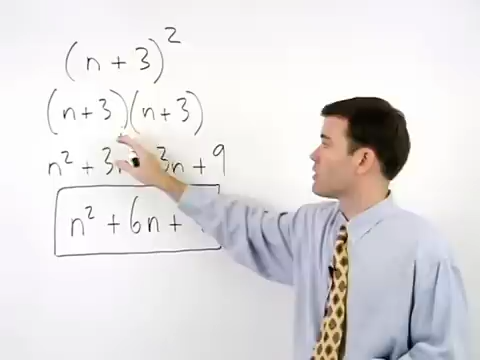 (n + 3)²
(n + 3)(n + 3)
n² + 3 3n + 9
n² + 6n +